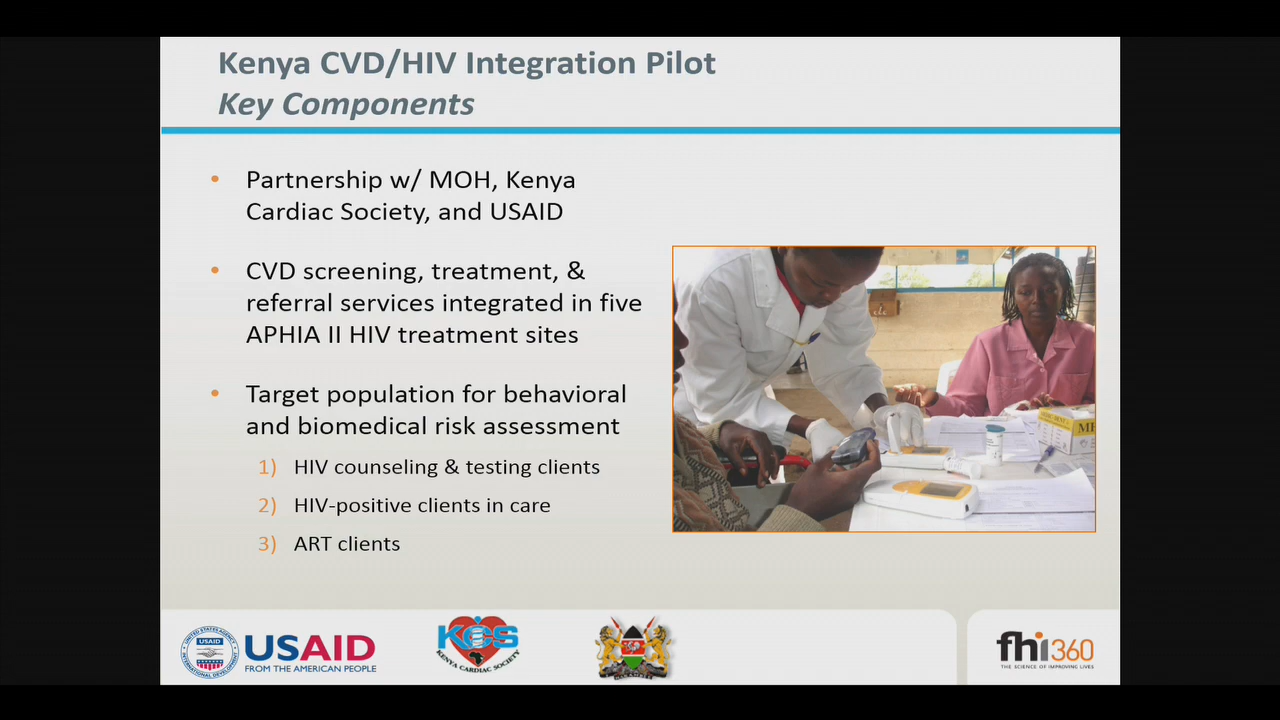 Kenya CVD/HIV Integration Pilot
Key Components
• Partnership w/ MOH, Kenya
Cardiac Society, and USAID
• CVD screening, treatment, &
referral services integrated in five
APHIA II HIV treatment sites
• Target population for behavioral
and biomedical risk assessment
1) HIV counseling & testing clients
2) HIV-positive clients in care
3) ART clients
USAID
USAID
FROM THE AMERICAN PEOPLE
KCS
KENYA CARDIAC SOCIETY
fhi360
THE SCIENCE OF IMPROVING LIVES